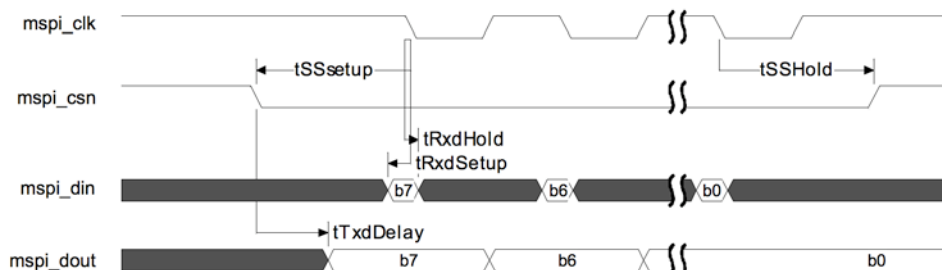 mspi_clk
tSSsetup
tSSHold
mspi_csn
tRxdHold
tRxdSetup
mspi_din
b7
b6
b0
tTxdDelay
mspi_dout
b7
b6
b0